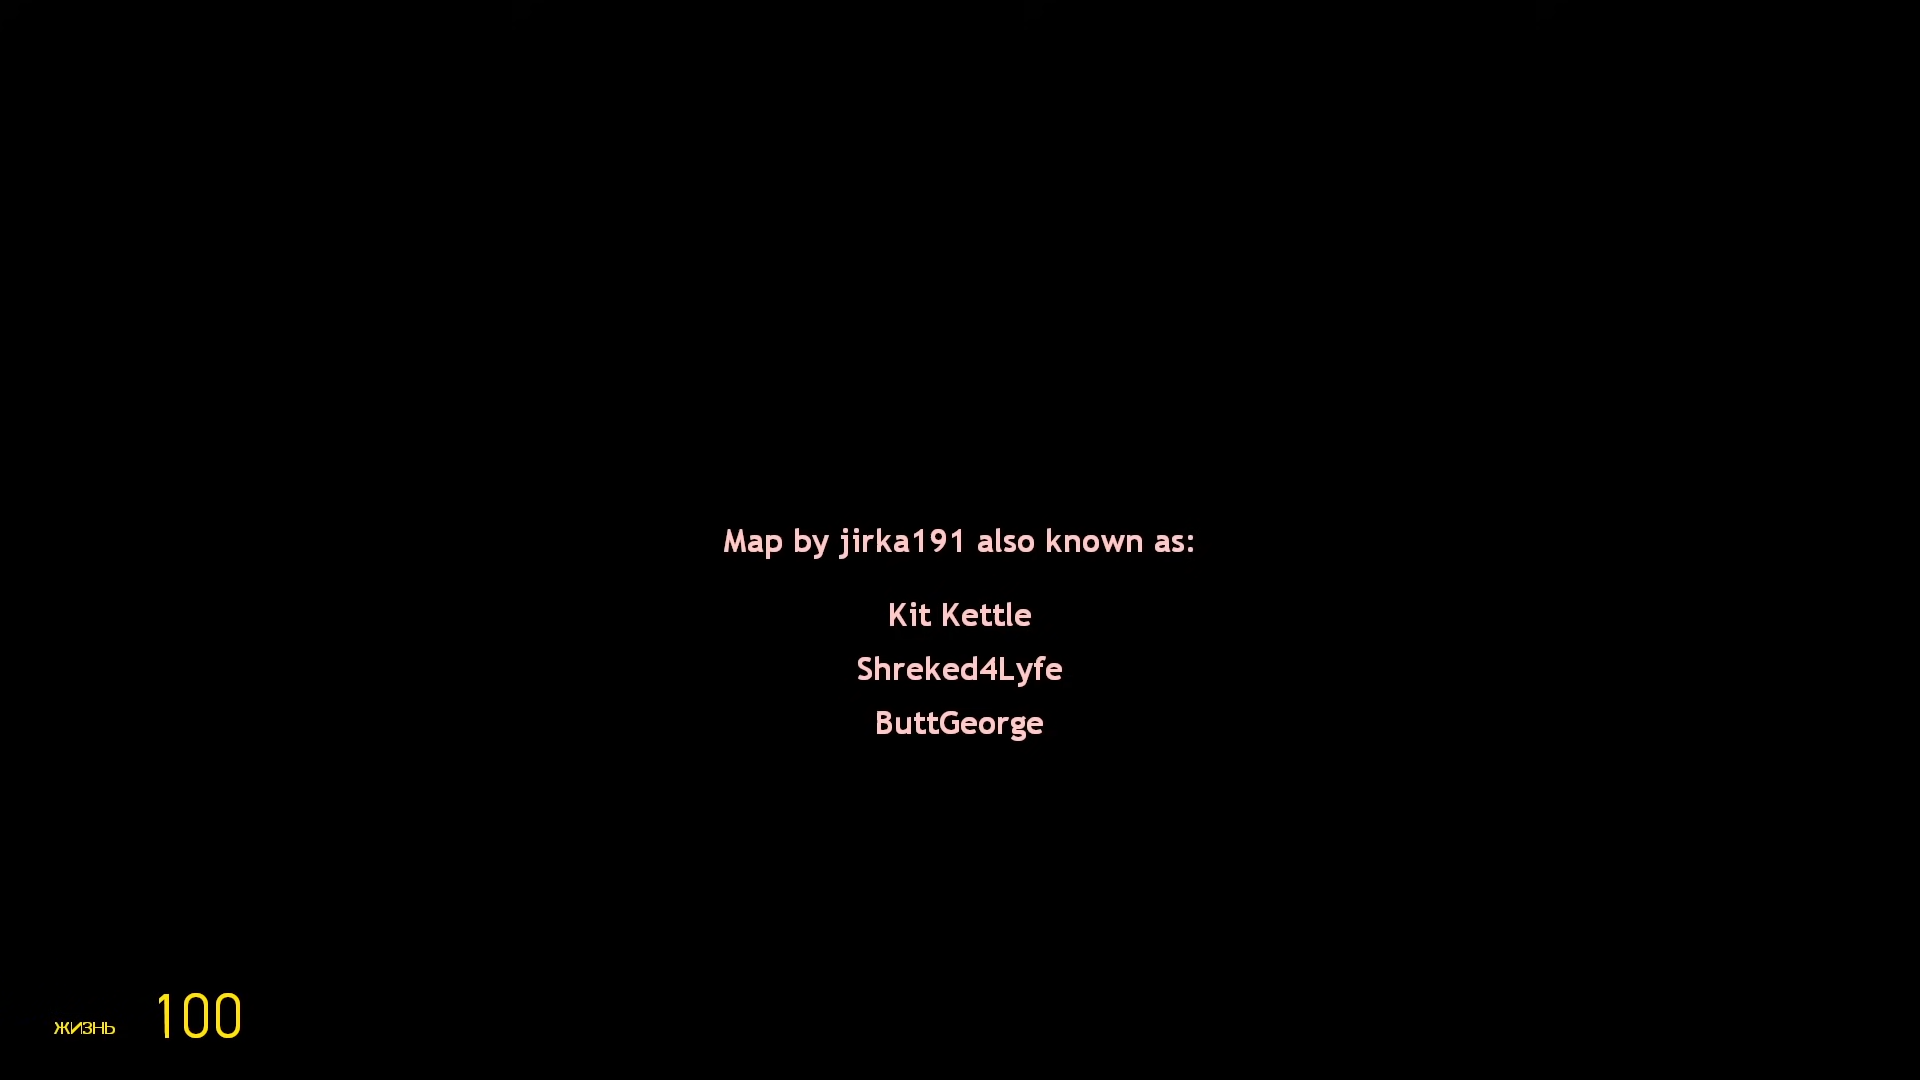 Map by jirka191 also known as:
Kit Kettle
Shreked4Lyfe
ButtGeorge
ЖИЗНЬ 100